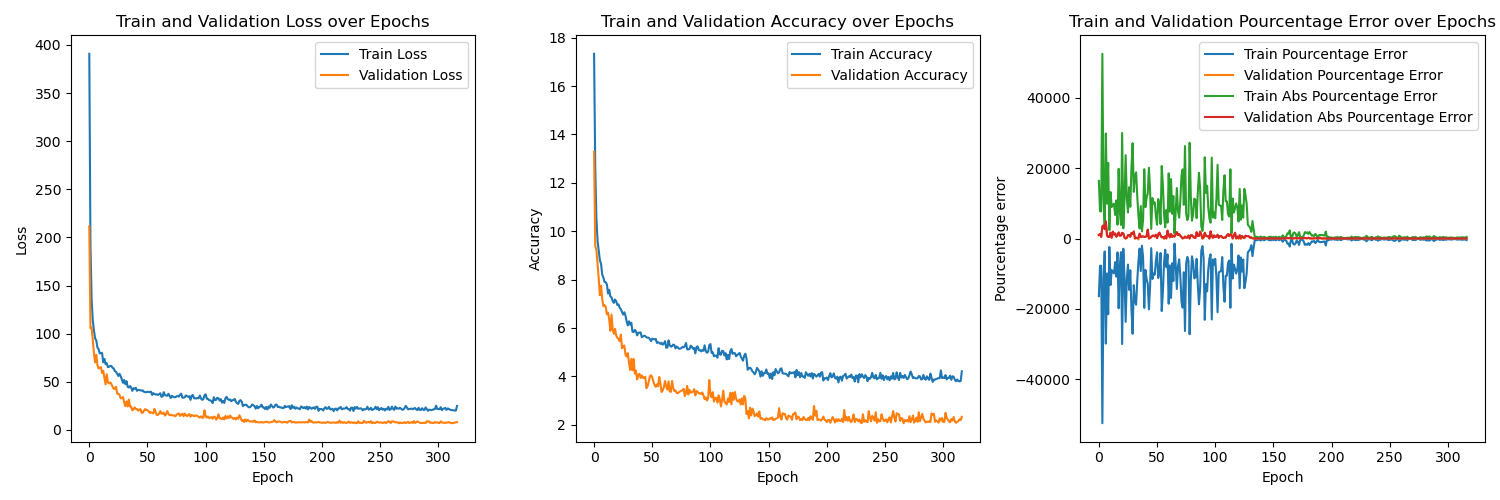 Train and Validation Loss over Epochs
Loss
400
350
300
250
200
150
100
50
0
Train Loss
Validation Loss
0 50 100 150 200 250 300
Epoch
Train and Validation Accuracy over Epochs
Accuracy
18
16
14
12
10
8
6
4
2
Train Accuracy
Validation Accuracy
0 50 100 150 200 250 300
Epoch
Train and Validation Pourcentage Error over Epochs
Pourcentage error
40000
20000
0
−20000
−40000
Train Pourcentage Error
Validation Pourcentage Error
Train Abs Pourcentage Error
Validation Abs Pourcentage Error
0 50 100 150 200 250 300
Epoch